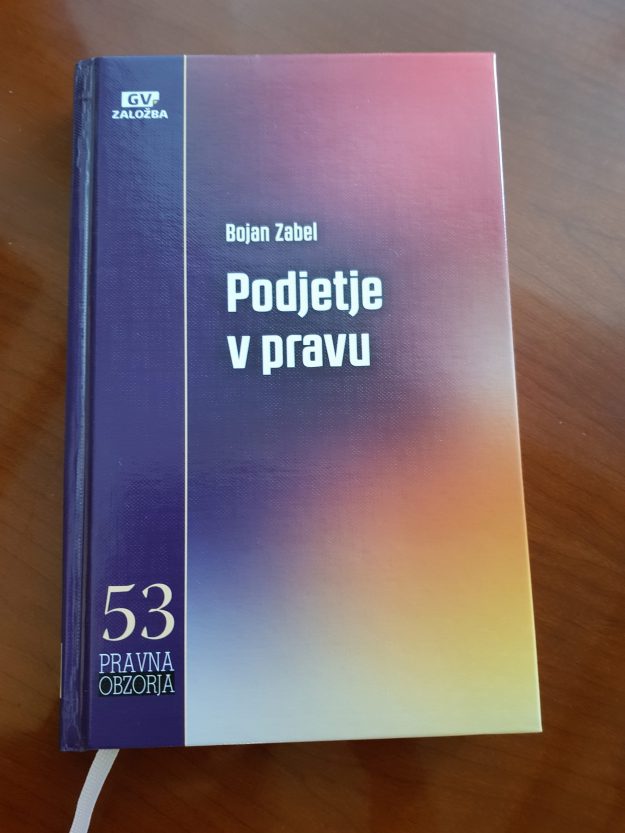 GV
ZALOŽBA
Bojan Zabel
Podjetje
v pravu
53
PRAVNA
OBZORJA